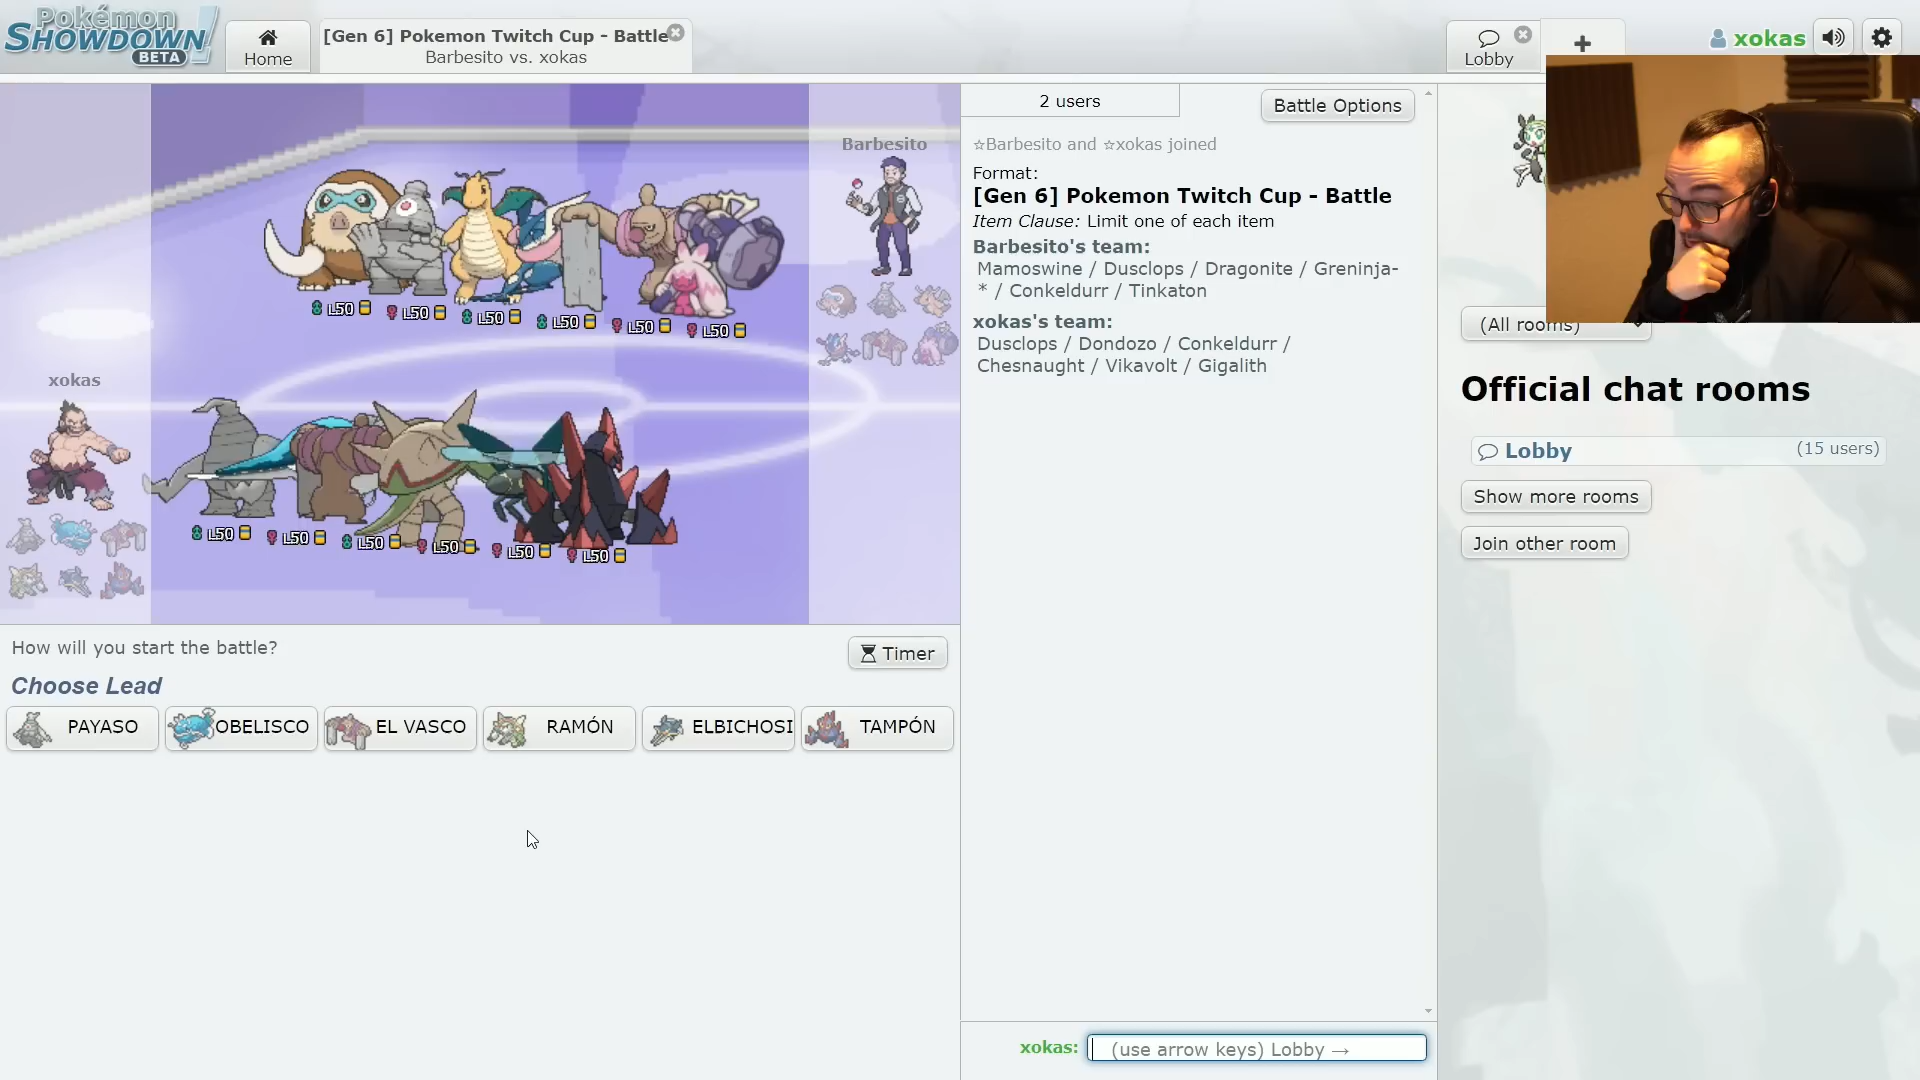 Pokémon
SHOWDOWN!
BETA
Home
[Gen 6] Pokemon Twitch Cup - Battle
Barbesito vs. xokas
Lobby
+
xokas
Barbesito
L50
L50
L50
L50
L50
L50
xokas
L50
L50
L50
L50
L50
L50
2 users
Battle Options
☆Barbesito and ☆xokas joined
Format:
[Gen 6] Pokemon Twitch Cup - Battle
Item Clause: Limit one of each item
Barbesito's team:
Mamoswine / Dusclops / Dragonite / Greninja-
* / Conkeldurr / Tinkaton
xokas's team:
Dusclops / Dondozo / Conkeldurr /
Chesnaught / Vikavolt / Gigalith
How will you start the battle?
Timer
Choose Lead
PAYASO
OBELISCO
EL VASCO
RAMÓN
ELBICHOSI
TAMPÓN
xokas:
(use arrow keys) Lobby →
(All rooms)
Official chat rooms
Lobby
(15 users)
Show more rooms
Join other room